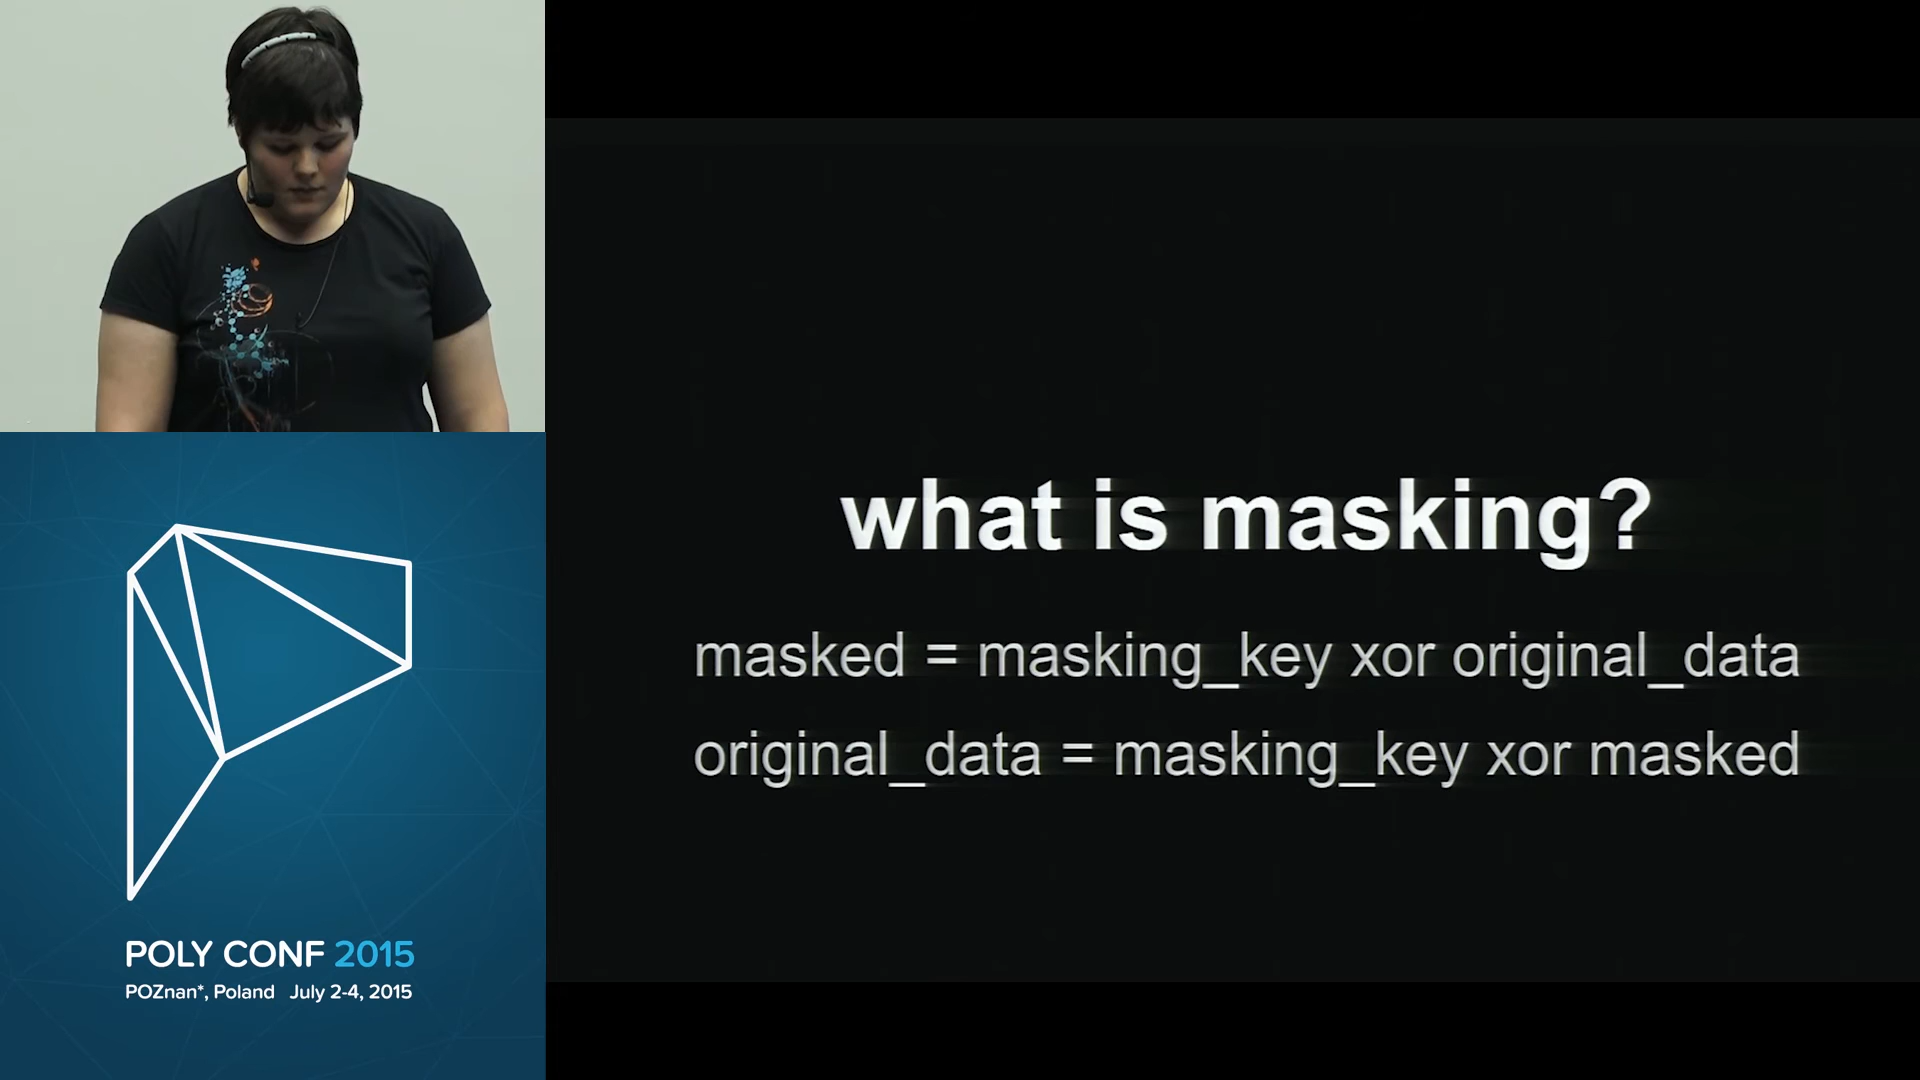 what is masking?
masked = masking_key xor original_data
original_data = masking_key xor masked
POLY CONF 2015
POZnan*, Poland July 2-4, 2015